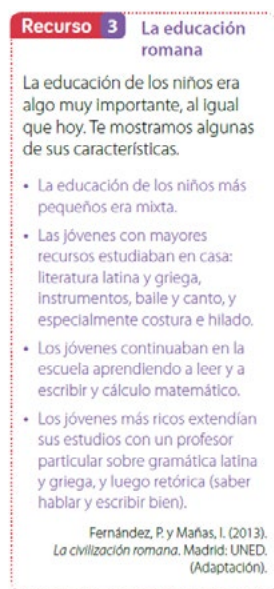 Recurso 3 La educación
romana
La educación de los niños era
algo muy importante, al igual
que hoy. Te mostramos algunas
de sus características.
• La educación de los niños más
pequeños era mixta.
• Las jóvenes con mayores
recursos estudiaban en casa:
literatura latina y griega,
instrumentos, baile y canto, y
especialmente costura e hilado.
• Los jóvenes continuaban en la
escuela aprendiendo a leer y a
escribir y cálculo matemático.
• Los jóvenes más ricos extendían
sus estudios con un profesor
particular sobre gramática latina
y griega, y luego retórica (saber
hablar y escribir bien).
Fernández, P. y Mañas, I. (2013).
La civilización romana. Madrid: UNED.
(Adaptación).